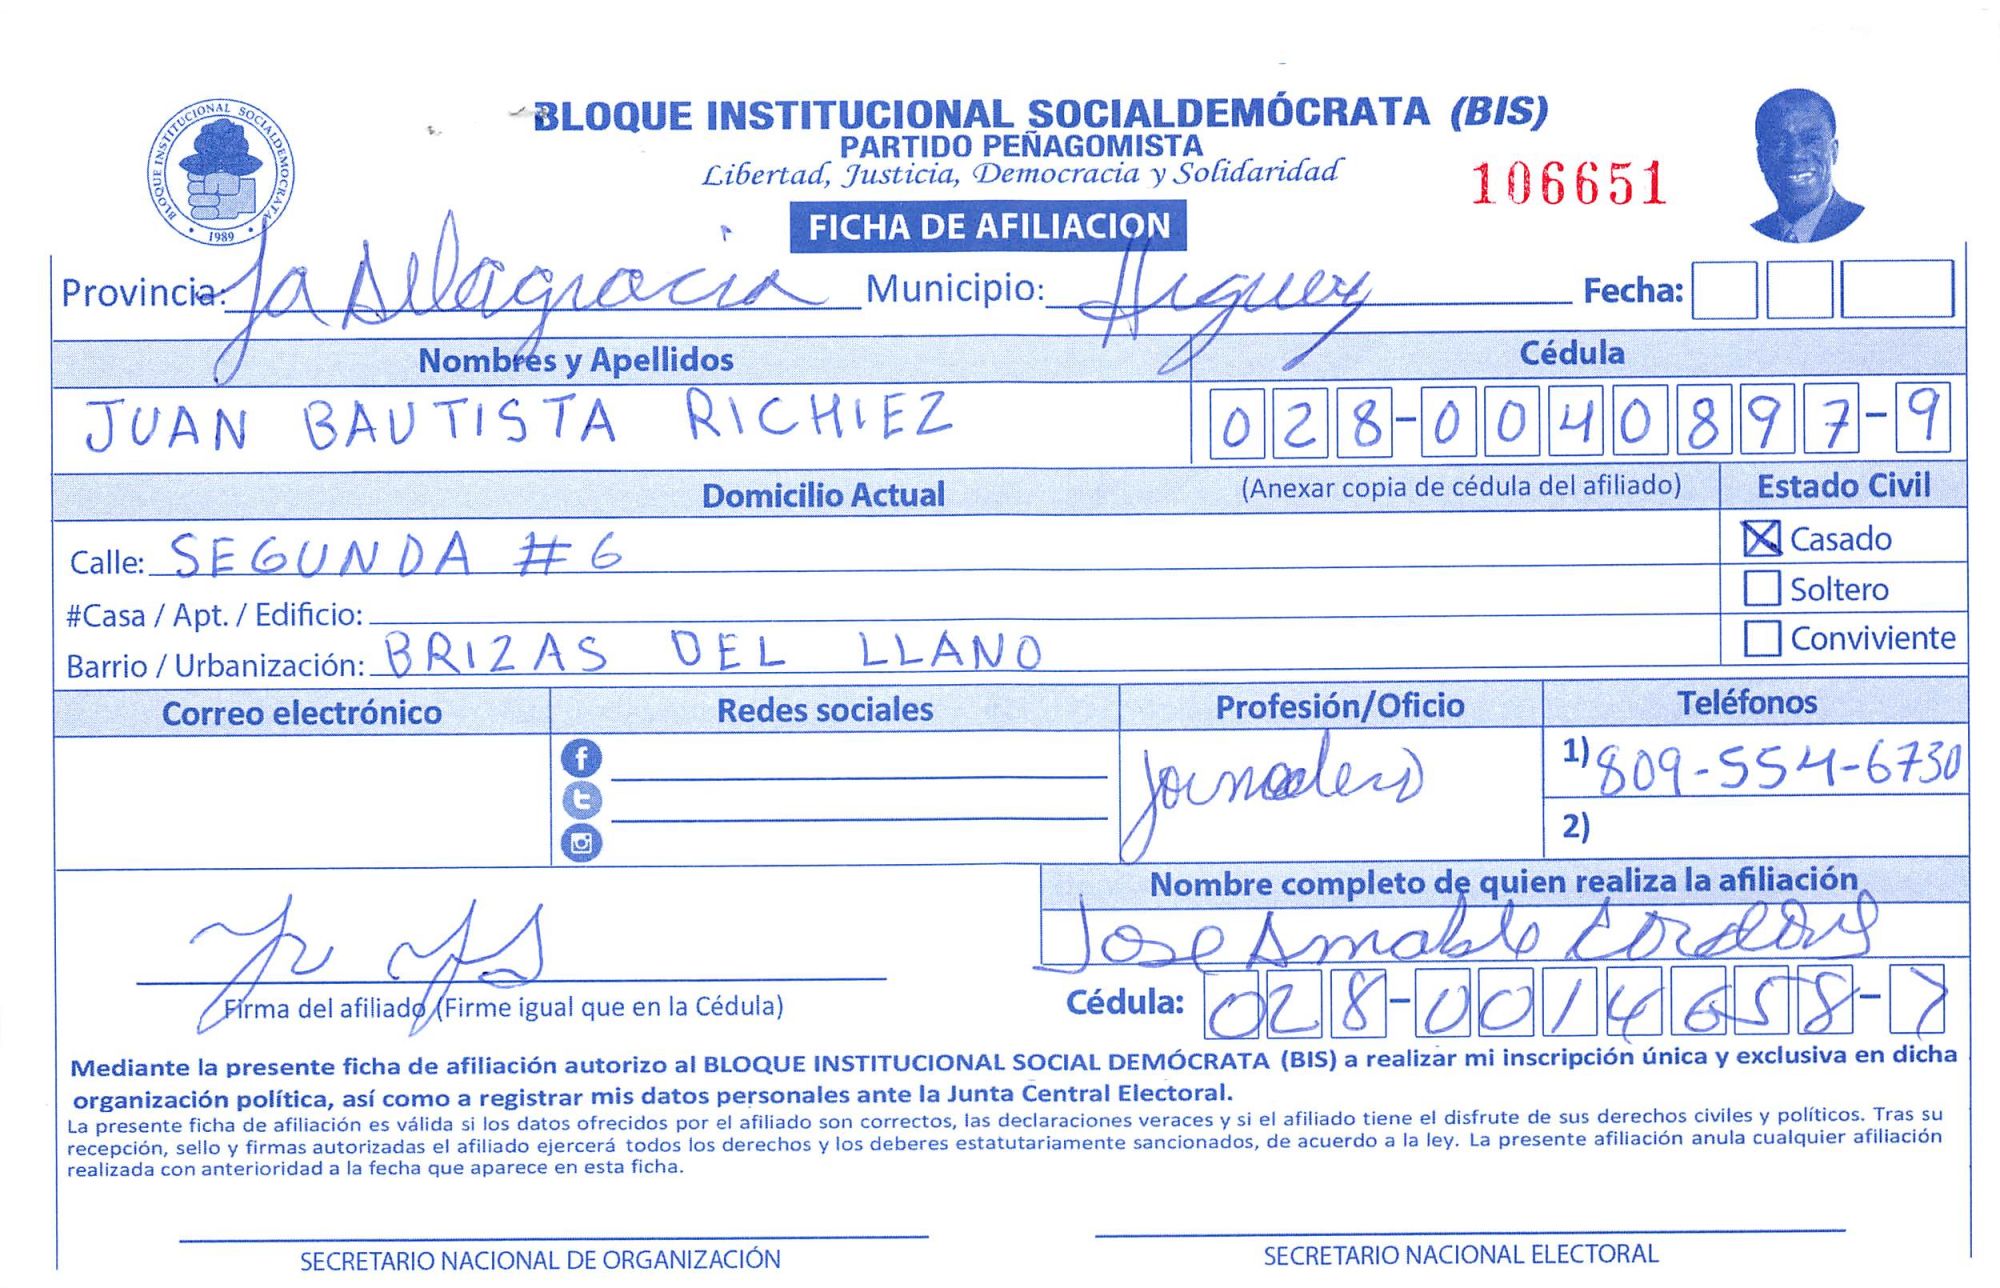 BLOQUE INSTITUCIONAL SOCIALDEMOCRATA
1989
BLOQUE INSTITUCIONAL SOCIALDEMÓCRATA (BIS)
PARTIDO PEÑAGOMISTA
Libertad, Justicia, Democracia y Solidaridad
106651
FICHA DE AFILIACION
Provincia: la Altagracia Municipio: Higuey Fecha:
Nombres y Apellidos Cédula
JUAN BAUTISTA RICHIEZ 028-0040897-9
Domicilio Actual (Anexar copia de cédula del afiliado) Estado Civil
Calle: SEGUNDA #6 Casado
#Casa / Apt. / Edificio: Soltero
Barrio / Urbanización: BRIZAS DEL LLANO Conviviente
Correo electrónico Redes sociales Profesión/Oficio Teléfonos
Jornalero 1) 809-554-6730
2)
Nombre completo de quien realiza la afiliación
Jose Amable
Firma del afiliado (Firme igual que en la Cédula) Cédula: 028-0014658-7
Mediante la presente ficha de afiliación autorizo al BLOQUE INSTITUCIONAL SOCIAL DEMÓCRATA (BIS) a realizar mi inscripción única y exclusiva en dicha
organización política, así como a registrar mis datos personales ante la Junta Central Electoral.
La presente ficha de afiliación es válida si los datos ofrecidos por el afiliado son correctos, las declaraciones veraces y si el afiliado tiene el disfrute de sus derechos civiles y políticos. Tras su
recepción, sello y firmas autorizadas el afiliado ejercerá todos los derechos y los deberes estatutariamente sancionados, de acuerdo a la ley. La presente afiliación anula cualquier afiliación
realizada con anterioridad a la fecha que aparece en esta ficha.
SECRETARIO NACIONAL DE ORGANIZACIÓN SECRETARIO NACIONAL ELECTORAL